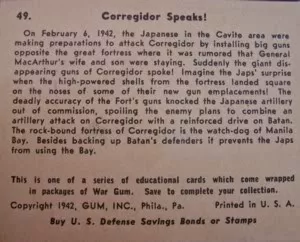 49. Corregidor Speaks!
On February 6, 1942, the Japanese in the Cavite area were
making preparations to attack Corregidor by installing big guns
opposite the great fortress where it was rumored that General
MacArthur's wife and son were staying. Suddenly the giant dis-
appearing guns of Corregidor spoke! Imagine the Japs' surprise
when the high-powered shells from the fortress landed square
on the noses of some of their new gun emplacements! The
deadly accuracy of the Fort's guns knocked the Japanese artillery
out of commission, spoiling the enemy plans to combine an
artillery attack on Corregidor with a reinforced drive on Batan.
The rock-bound fortress of Corregidor is the watch-dog of Manila
Bay. Besides backing up Batan's defenders it prevents the Japs
from using the Bay.
This is one of a series of educational cards which come wrapped
in packages of War Gum. Save to complete your collection.
Copyright 1942, GUM, INC., Phila., Pa. Printed in U. S. A.
Buy U. S. Defense Savings Bonds or Stamps